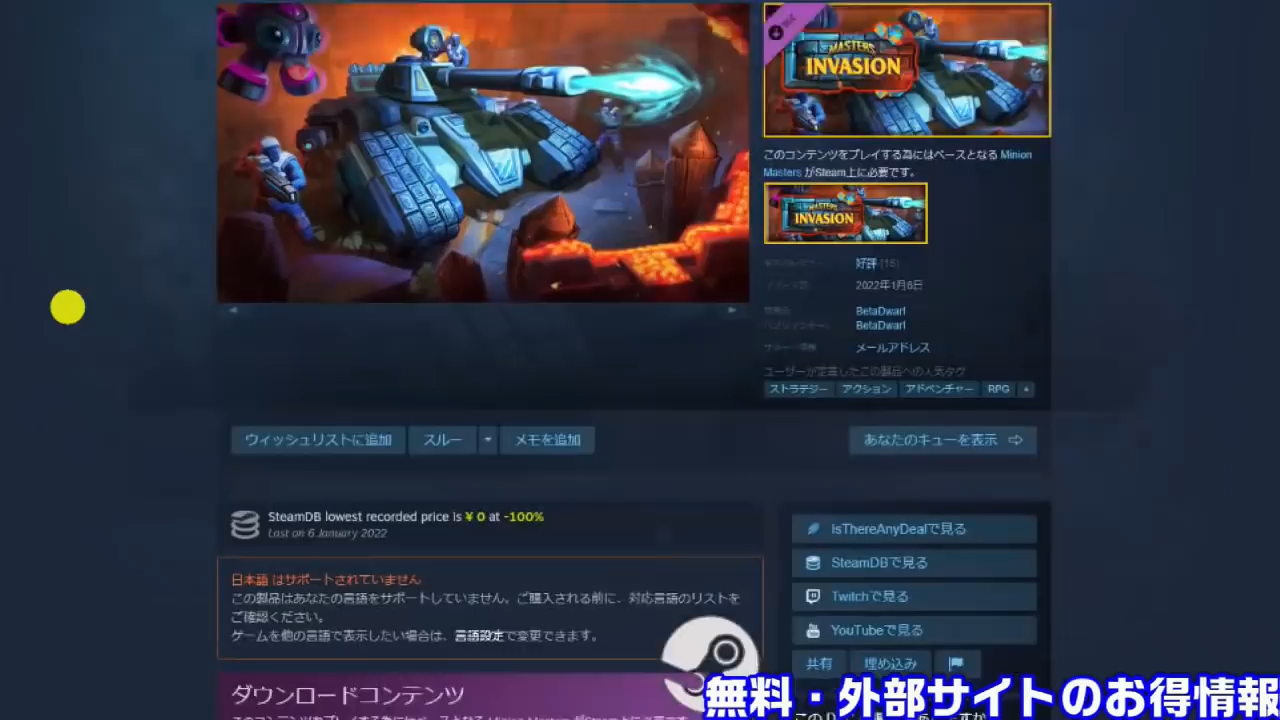 MASTERS
INVASION
このコンテンツをプレイする為にはベースとなる Minion
Masters がSteam上に必要です。
MASTERS
INVASION
好評 (15)
2022年1月6日
BetaDwarf
BetaDwarf
メールアドレス
ユーザーが定義したこの製品への人気タグ
ストラテジー アクション アドベンチャー RPG
ウィッシュリストに追加 スルー メモを追加 あなたのキューを表示
SteamDB lowest recorded price is ¥ 0 at -100%
Last on 6 January 2022
日本語 はサポートされていません
この製品はあなたの言語をサポートしていません。ご購入される前に、対応言語のリストを
ご確認ください。
ゲームを他の言語で表示したい場合は、言語設定で変更できます。
IsThereAnyDealで見る
SteamDBで見る
Twitchで見る
YouTubeで見る
共有 埋め込み
ダウンロードコンテンツ
無料・外部サイトのお得情報